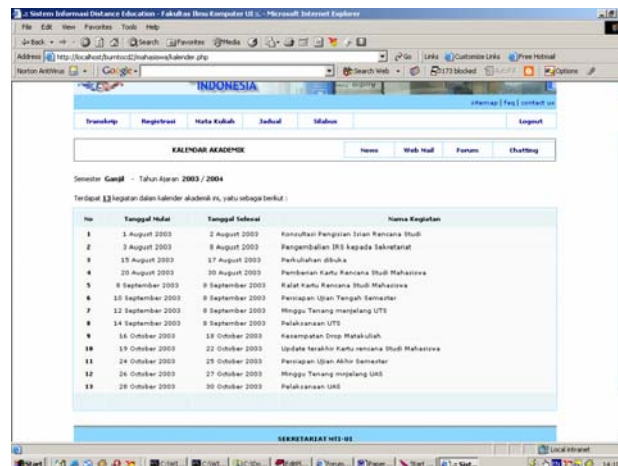 .: Sistem Informasi Distance Education - Fakultas Ilmu Komputer UI :. - Microsoft Internet Explorer
File Edit View Favorites Tools Help
Back Search Favorites Media
Address http://localhost/burntocd2/mahasiswa/kalender.php Go Links Customize Links Free Hotmail
Norton AntiVirus Google Search Web 173 blocked Options
INDONESIA
sitemap | faq | contact us
Transkrip Registrasi Mata Kuliah Jadual Silabus Logout
KALENDAR AKADEMIK News Web Mail Forum Chatting
Semester Ganjil - Tahun Ajaran 2003 / 2004
Terdapat 13 kegiatan dalam kalender akademik ini, yaitu sebagai berikut :
No Tanggal Mulai Tanggal Selesai Nama Kegiatan
1 1 August 2003 2 August 2003 Konsultasi Pengisian Isian Rencana Studi
2 3 August 2003 8 August 2003 Pengembalian IRS kepada Sekretariat
3 15 August 2003 17 August 2003 Perkuliahan dibuka
4 20 August 2003 30 August 2003 Pemberian Kartu Rencana Studi Mahasiswa
5 8 September 2003 8 September 2003 Ralat Kartu Rencana Studi Mahasiswa
6 10 September 2003 8 September 2003 Persiapan Ujian Tengah Semester
7 12 September 2003 8 September 2003 Minggu Tenang menjelang UTS
8 14 September 2003 8 September 2003 Pelaksanaan UTS
9 16 October 2003 18 October 2003 Kesempatan Drop Matakuliah
10 19 October 2003 22 October 2003 Update terakhir Kartu rencana Studi Mahasiswa
11 24 October 2003 25 October 2003 Persiapan Ujian Akhir Semester
12 26 October 2003 27 October 2003 Minggu Tenang mnjelang UAS
13 28 October 2003 30 October 2003 Pelaksanaan UAS
SEKRETARIAT MTI-UI
Local intranet
Start